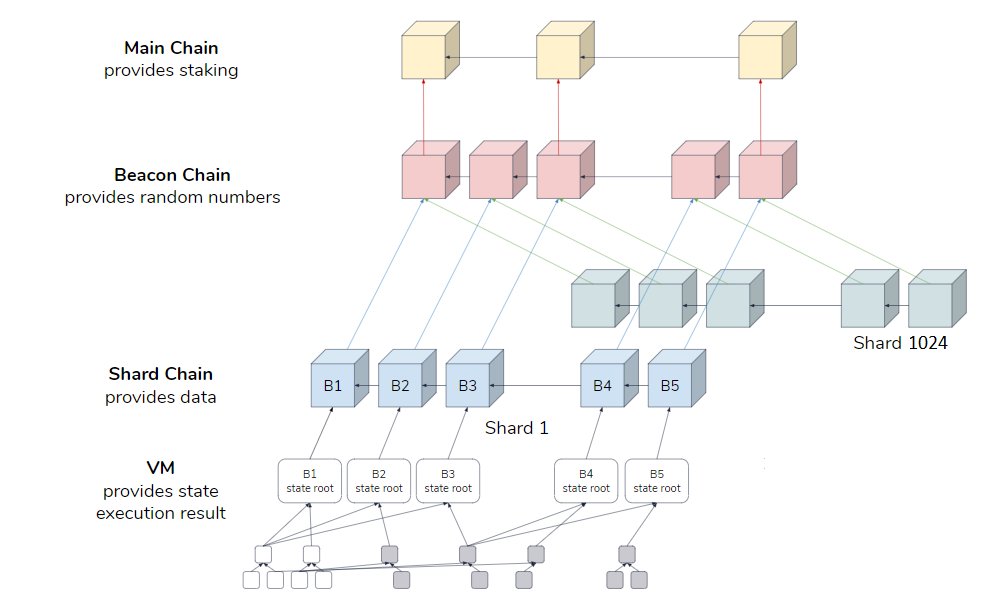 Main Chain
provides staking
Beacon Chain
provides random numbers
Shard 1024
Shard Chain
provides data
B1
B2
B3
B4
B5
Shard 1
VM
provides state
execution result
B1
state root
B2
state root
B3
state root
B4
state root
B5
state root